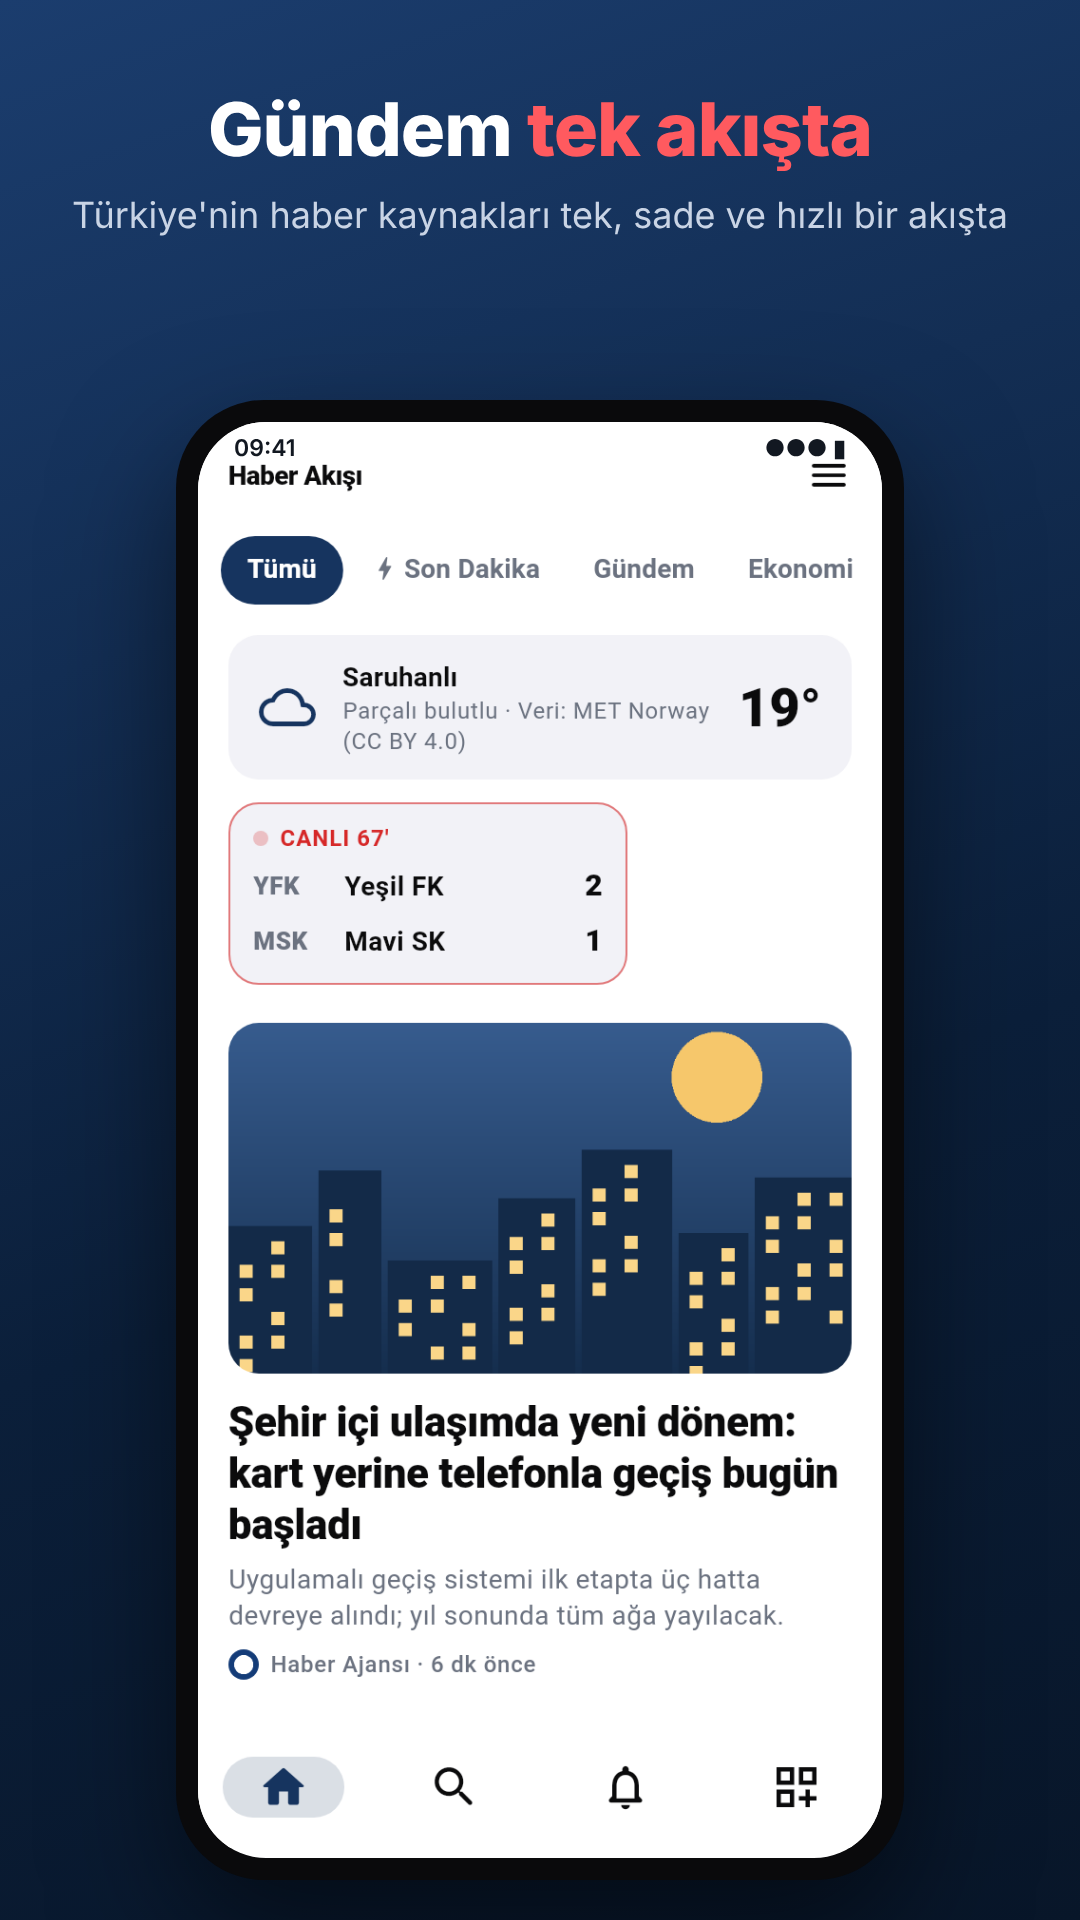 Gündem tek akışta
Türkiye'nin haber kaynakları tek, sade ve hızlı bir akışta
09:41
Haber Akışı
Tümü Son Dakika Gündem Ekonomi
Saruhanlı
Parçalı bulutlu · Veri: MET Norway
(CC BY 4.0)
19°
CANLI 67'
YFK Yeşil FK 2
MSK Mavi SK 1
Şehir içi ulaşımda yeni dönem:
kart yerine telefonla geçiş bugün
başladı
Uygulamalı geçiş sistemi ilk etapta üç hatta
devreye alındı; yıl sonunda tüm ağa yayılacak.
Haber Ajansı · 6 dk önce